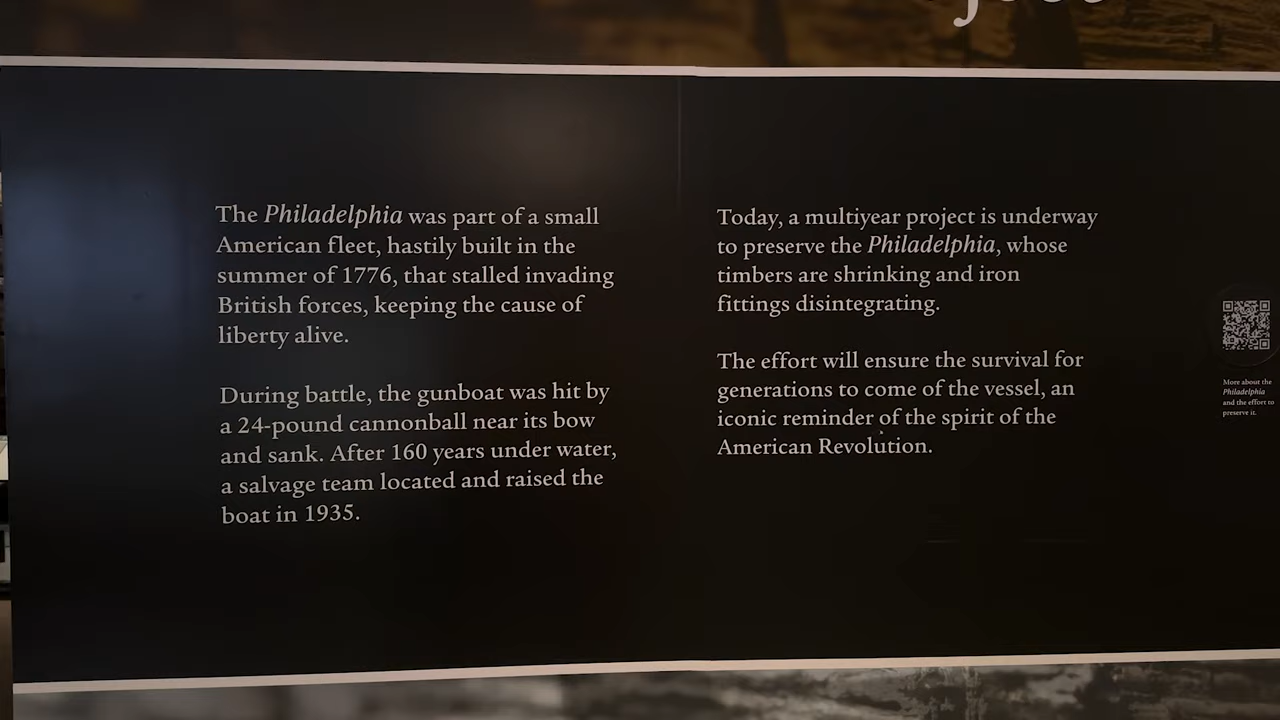 The Philadelphia was part of a small
American fleet, hastily built in the
summer of 1776, that stalled invading
British forces, keeping the cause of
liberty alive.
During battle, the gunboat was hit by
a 24-pound cannonball near its bow
and sank. After 160 years under water,
a salvage team located and raised the
boat in 1935.
Today, a multiyear project is underway
to preserve the Philadelphia, whose
timbers are shrinking and iron
fittings disintegrating.
The effort will ensure the survival for
generations to come of the vessel, an
iconic reminder of the spirit of the
American Revolution.
More about the
Philadelphia
and the effort to
preserve it.